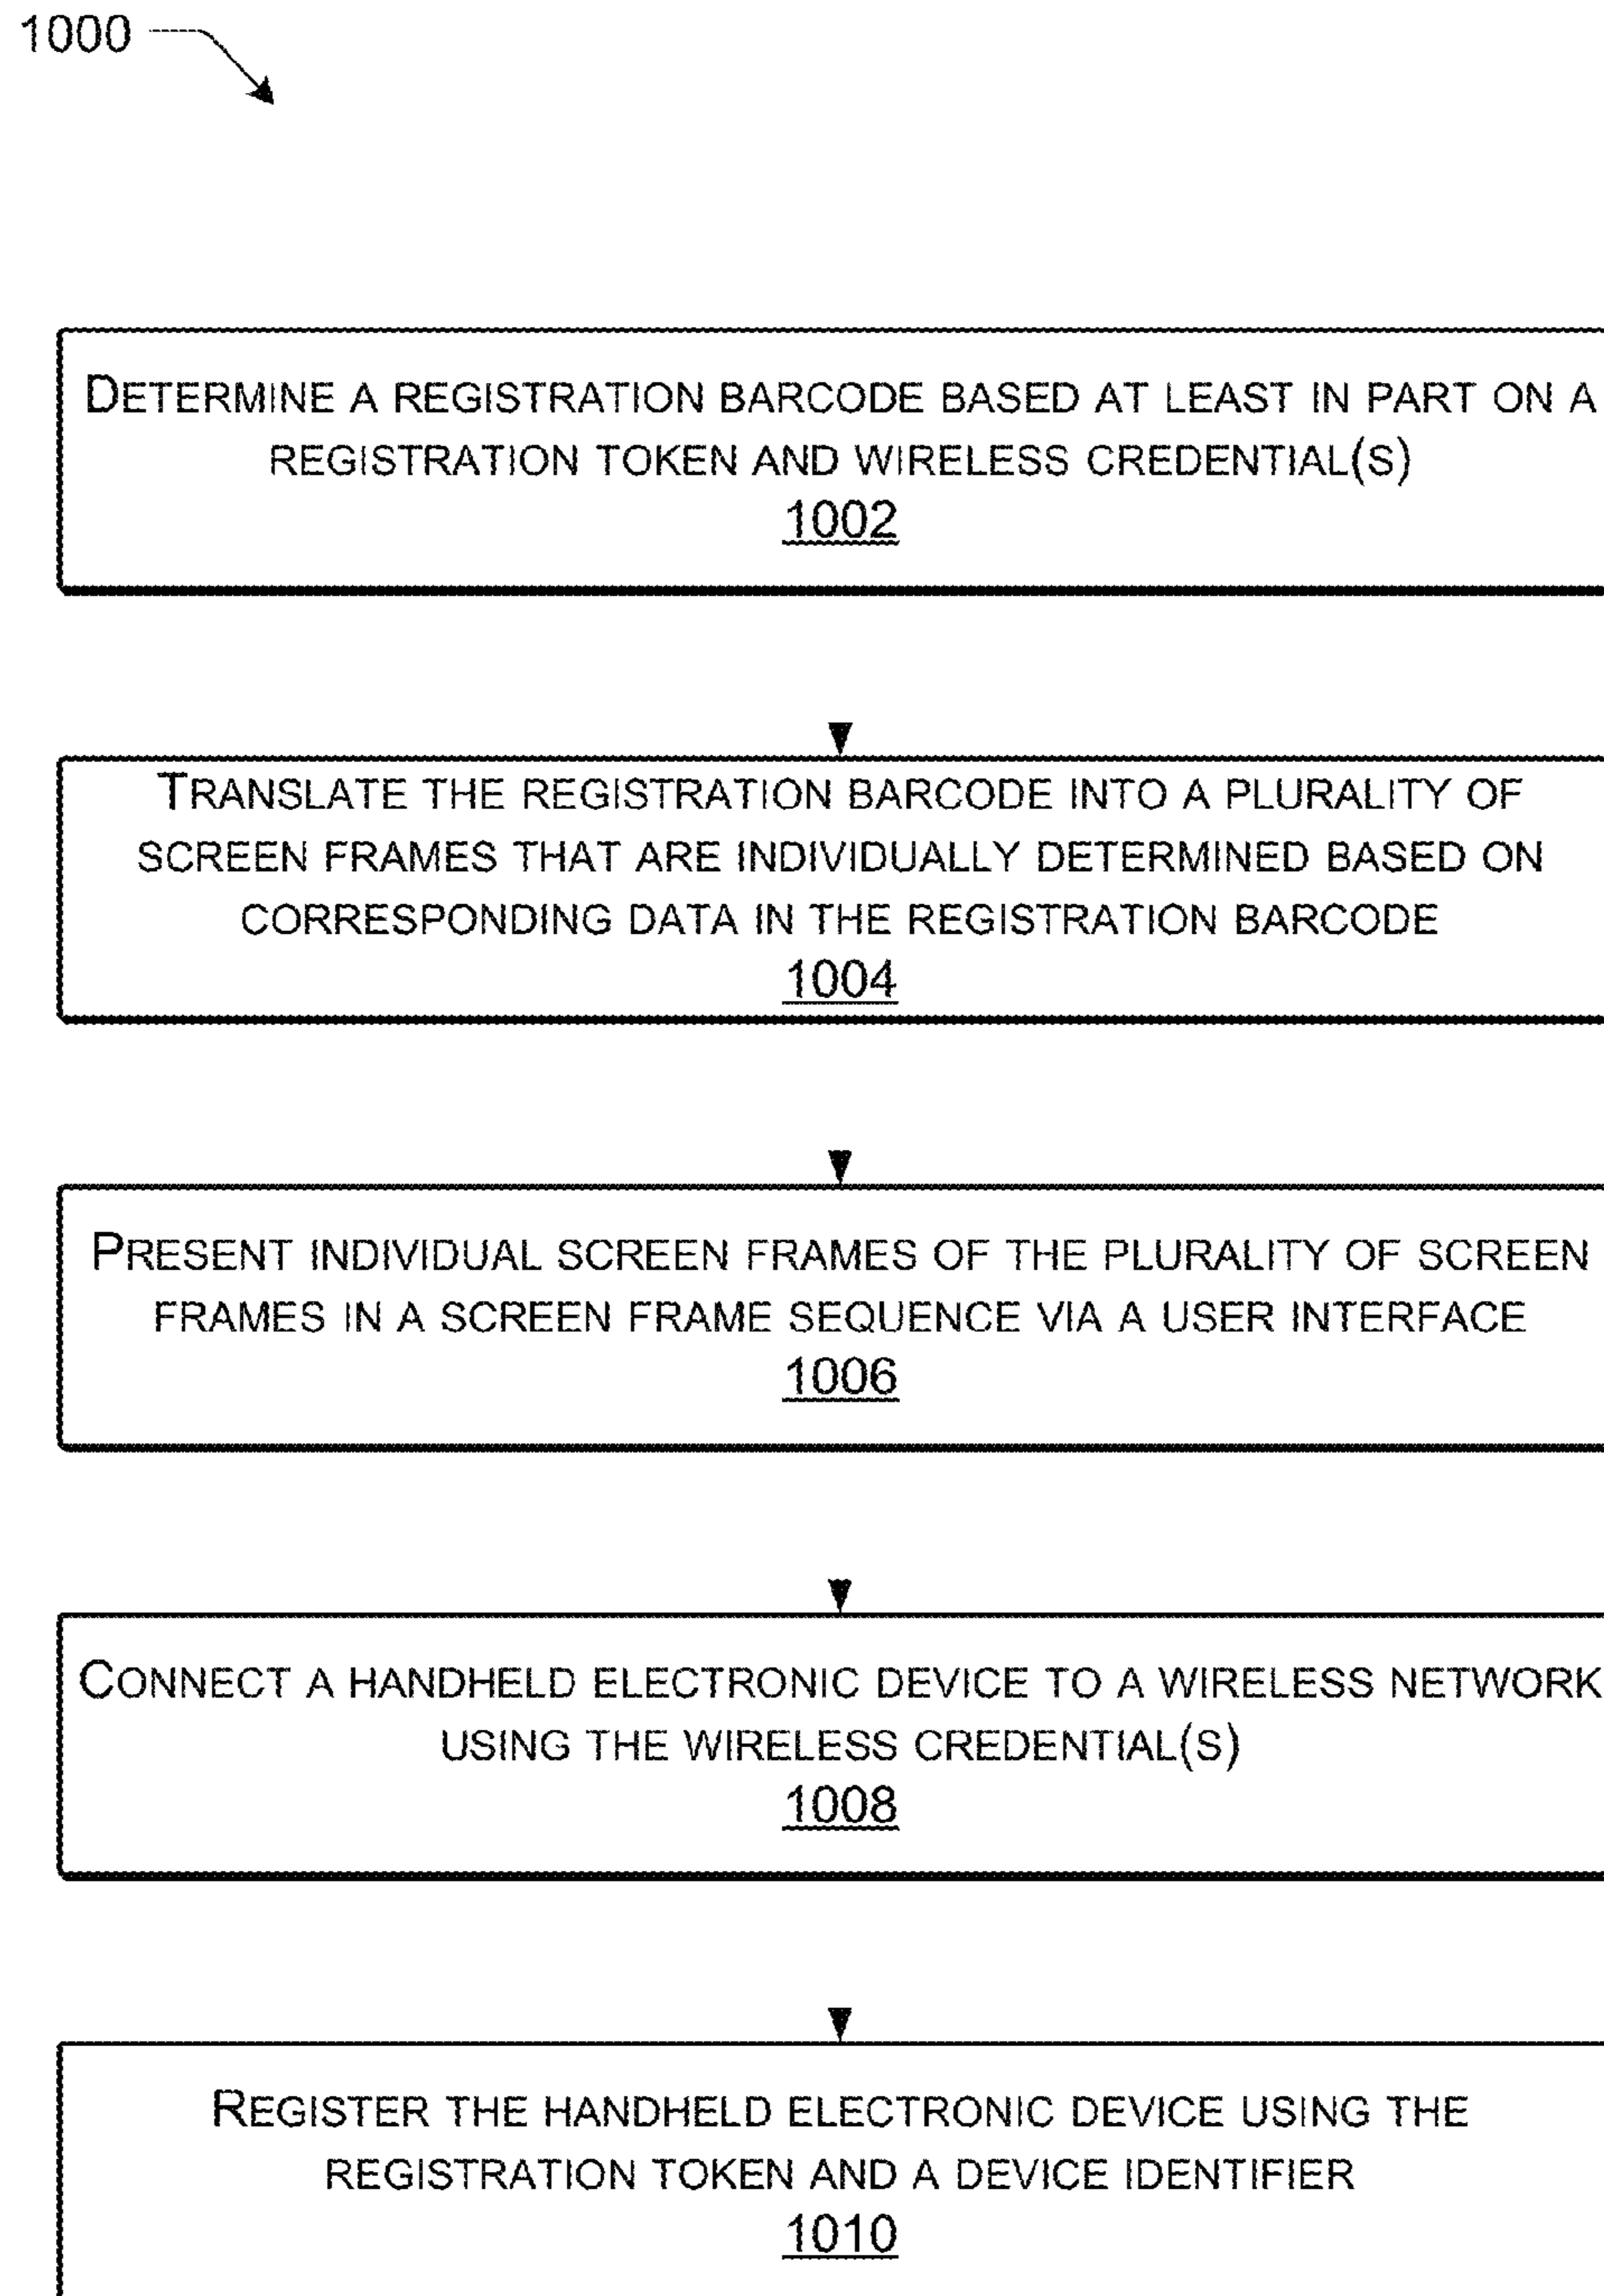 1000
DETERMINE A REGISTRATION BARCODE BASED AT LEAST IN PART ON A
REGISTRATION TOKEN AND WIRELESS CREDENTIAL(S)
1002
TRANSLATE THE REGISTRATION BARCODE INTO A PLURALITY OF
SCREEN FRAMES THAT ARE INDIVIDUALLY DETERMINED BASED ON
CORRESPONDING DATA IN THE REGISTRATION BARCODE
1004
PRESENT INDIVIDUAL SCREEN FRAMES OF THE PLURALITY OF SCREEN
FRAMES IN A SCREEN FRAME SEQUENCE VIA A USER INTERFACE
1006
CONNECT A HANDHELD ELECTRONIC DEVICE TO A WIRELESS NETWORK
USING THE WIRELESS CREDENTIAL(S)
1008
REGISTER THE HANDHELD ELECTRONIC DEVICE USING THE
REGISTRATION TOKEN AND A DEVICE IDENTIFIER
1010